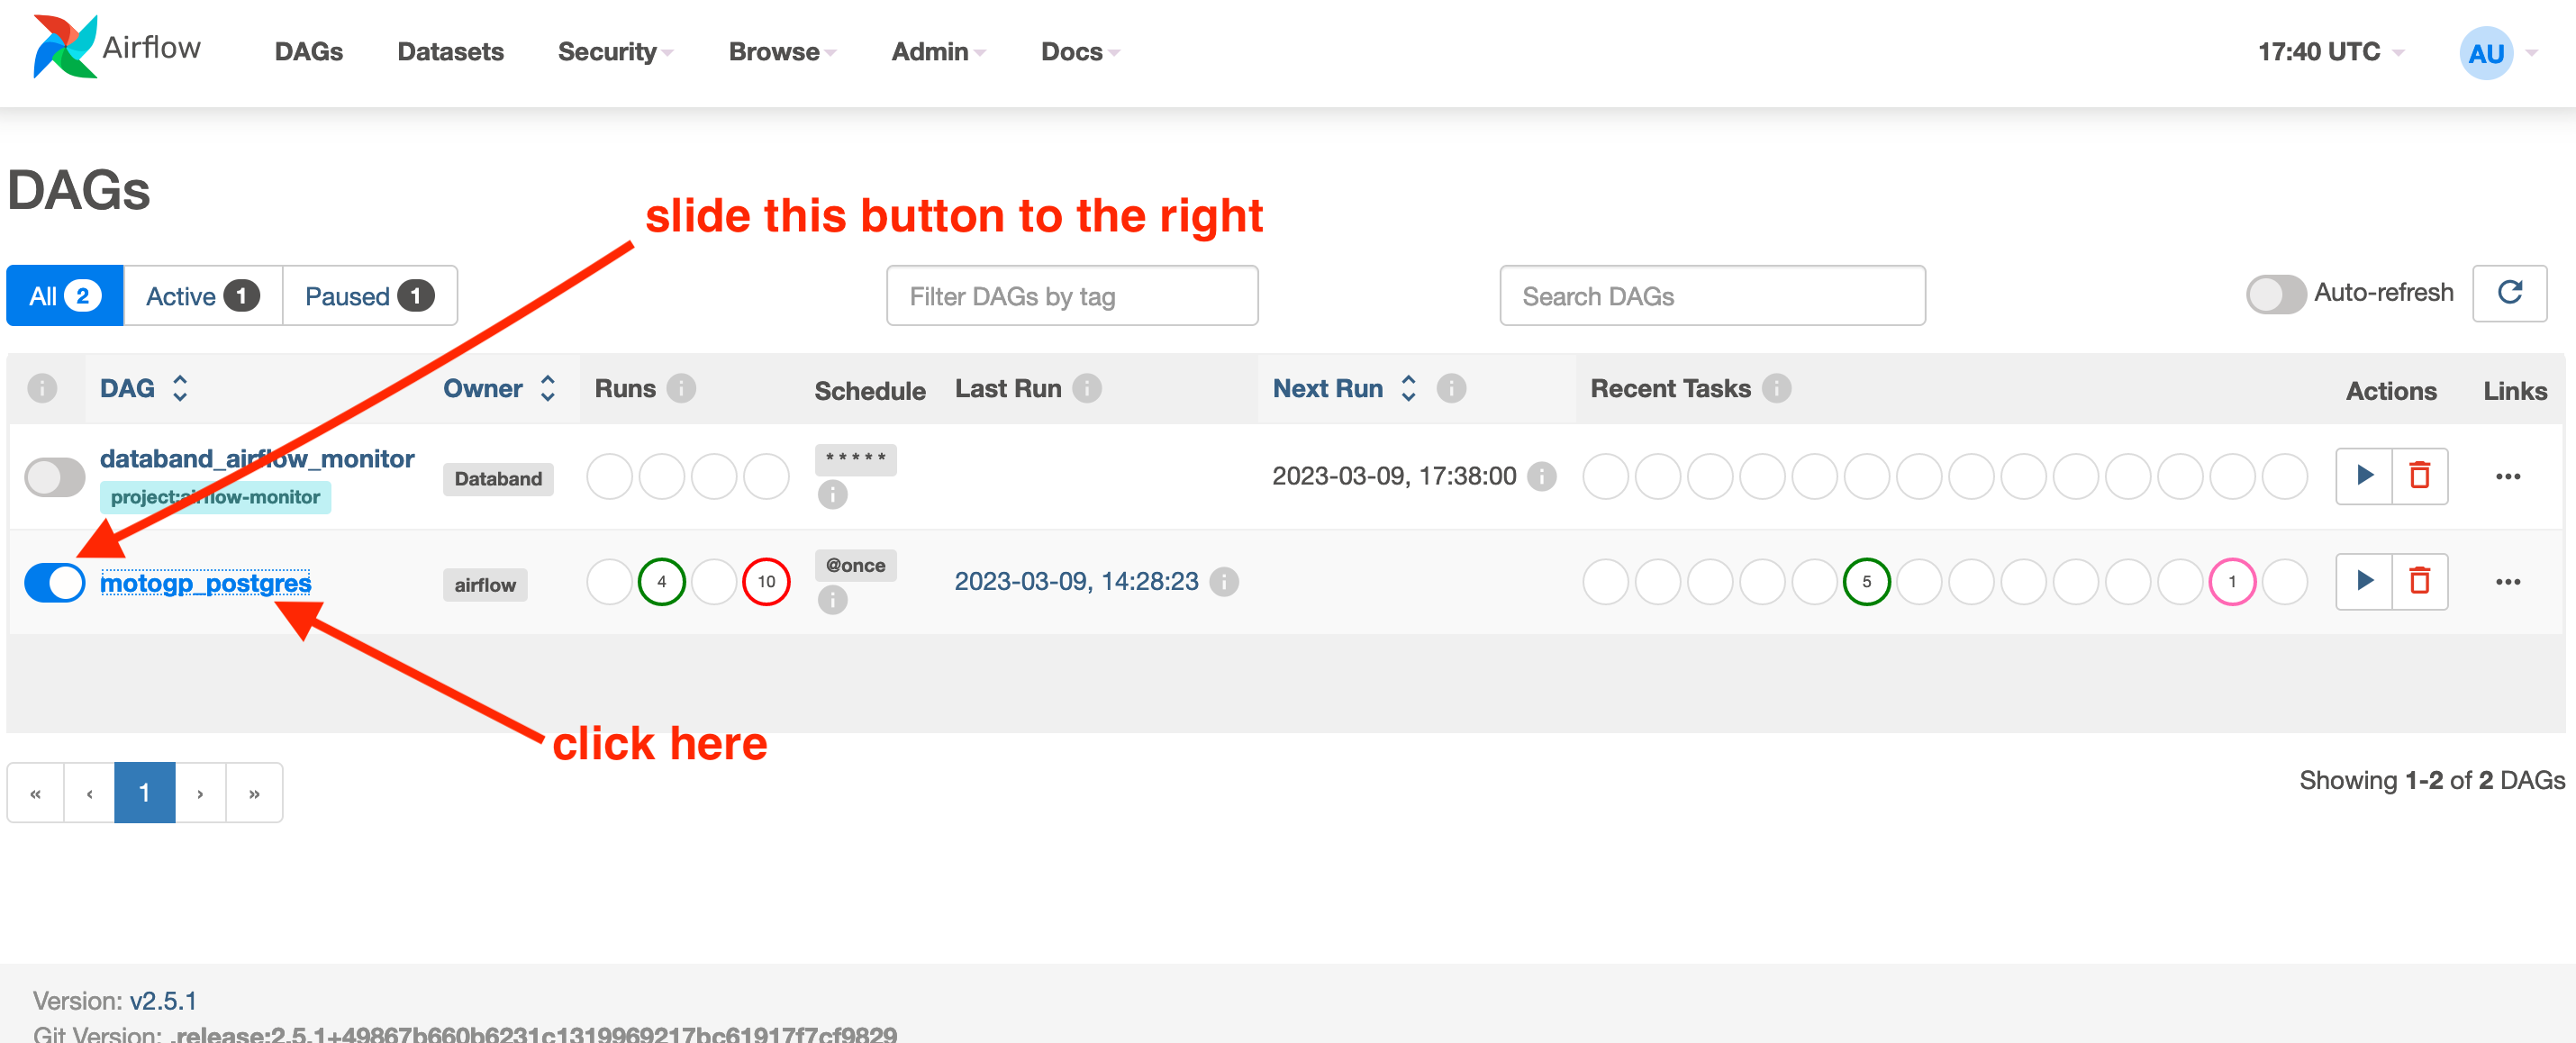 Airflow DAGs Datasets Security Browse Admin Docs 17:40 UTC AU
DAGs
slide this button to the right
All 2 Active 1 Paused 1 Filter DAGs by tag Search DAGs Auto-refresh
DAG Owner Runs Schedule Last Run Next Run Recent Tasks Actions Links
databand_airflow_monitor Databand * * * * * 2023-03-09, 17:38:00
project:airflow-monitor
motogp_postgres airflow 4 10 @once 2023-03-09, 14:28:23 5 1
click here
« ‹ 1 › »
Showing 1-2 of 2 DAGs
Version: v2.5.1
Git Version: .release:2.5.1+49867b660b6231c1319969217bc61917f7cf9829